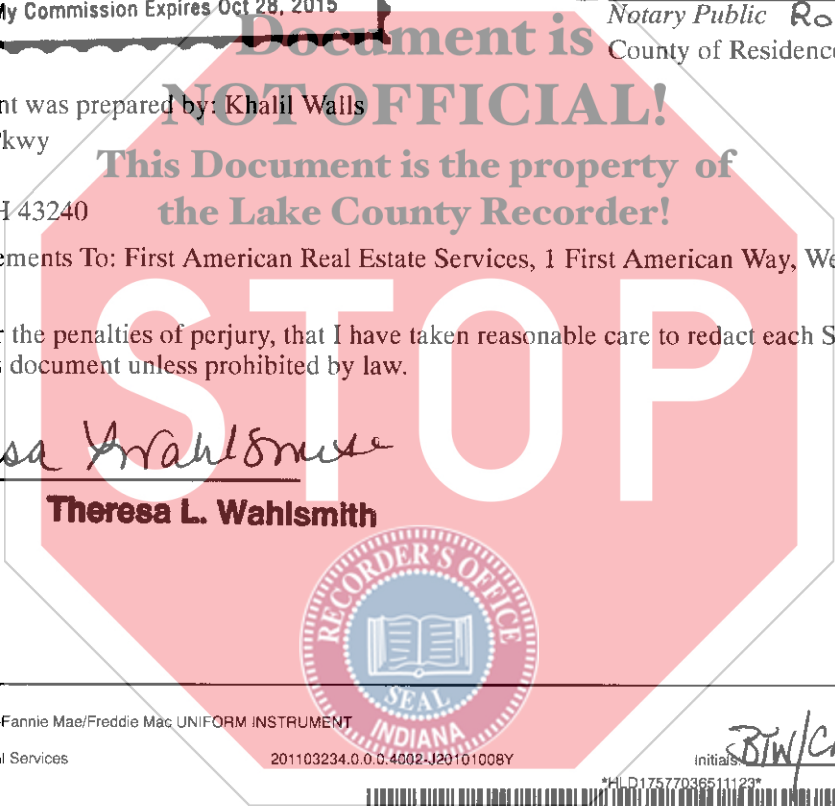 My Commission Expires Oct 28, 2015
Notary Public Ro
County of Residence
Document is
NOT OFFICIAL!
This Document is the property of
the Lake County Recorder!
nt was prepared by: Khalil Walls
Pkwy
H 43240
ements To: First American Real Estate Services, 1 First American Way, We
r the penalties of perjury, that I have taken reasonable care to redact each S
s document unless prohibited by law.
STOP
sa L Wahlsmith
Theresa L. Wahlsmith
RECORDER'S OFFICE
SEAL
INDIANA
-Fannie Mae/Freddie Mac UNIFORM INSTRUMENT
l Services
201103234.0.0.0.4002-J20101008Y
Initials: BTW/C
*HLD17577036511123*